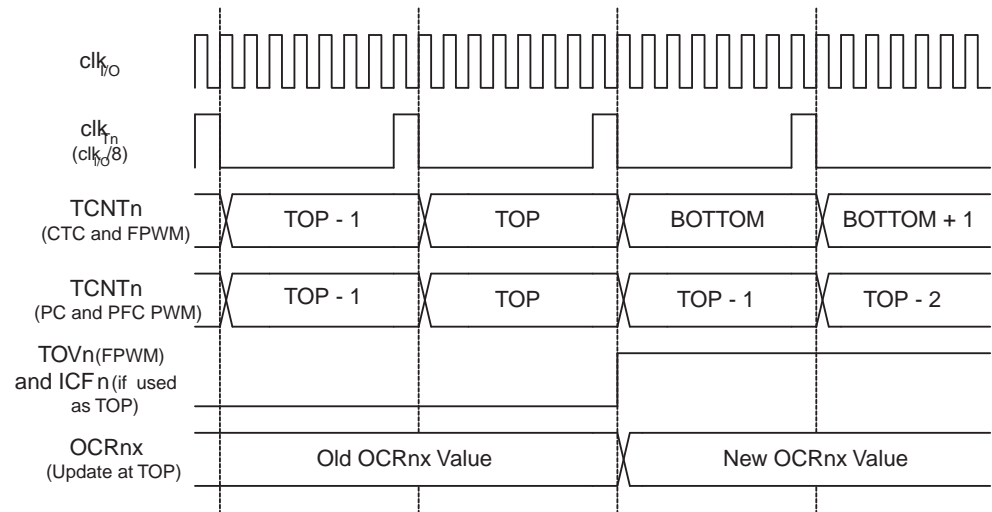 clkI/O
clkTn
(clkI/O/8)
TCNTn
(CTC and FPWM)
TOP - 1 TOP BOTTOM BOTTOM + 1
TCNTn
(PC and PFC PWM)
TOP - 1 TOP TOP - 1 TOP - 2
TOVn(FPWM)
and ICFn(if used
as TOP)
OCRnx
(Update at TOP)
Old OCRnx Value New OCRnx Value